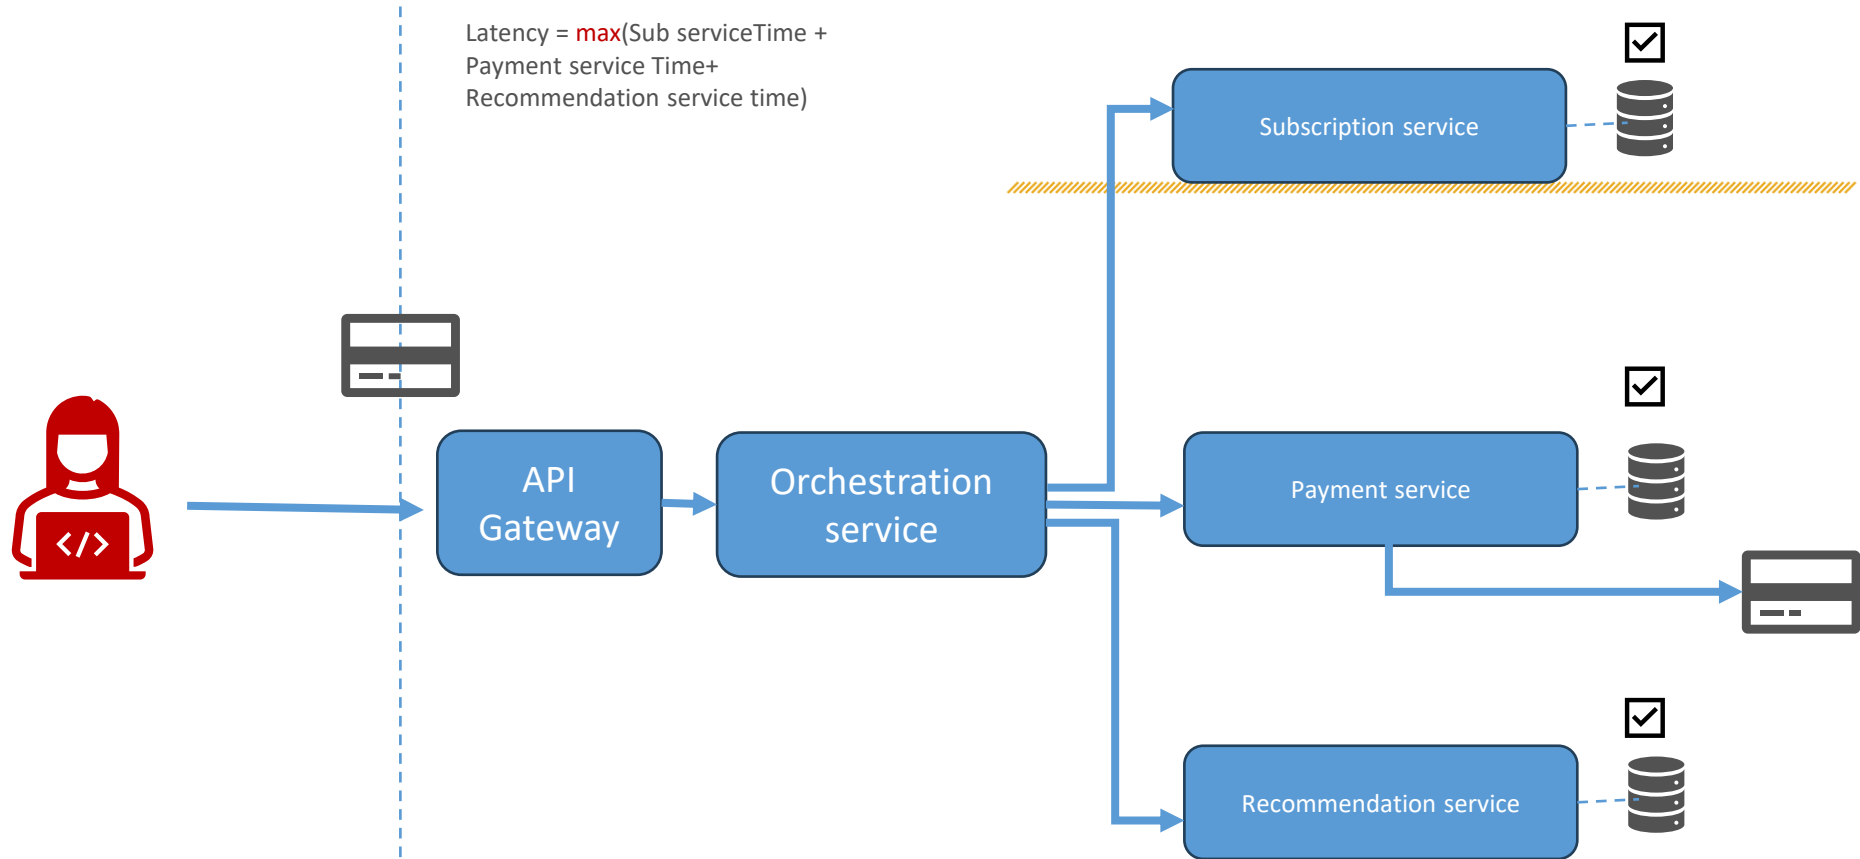 Latency = max(Sub serviceTime +
Payment service Time+
Recommendation service time)
Subscription service
API
Gateway
Orchestration
service
Payment service
Recommendation service
</>